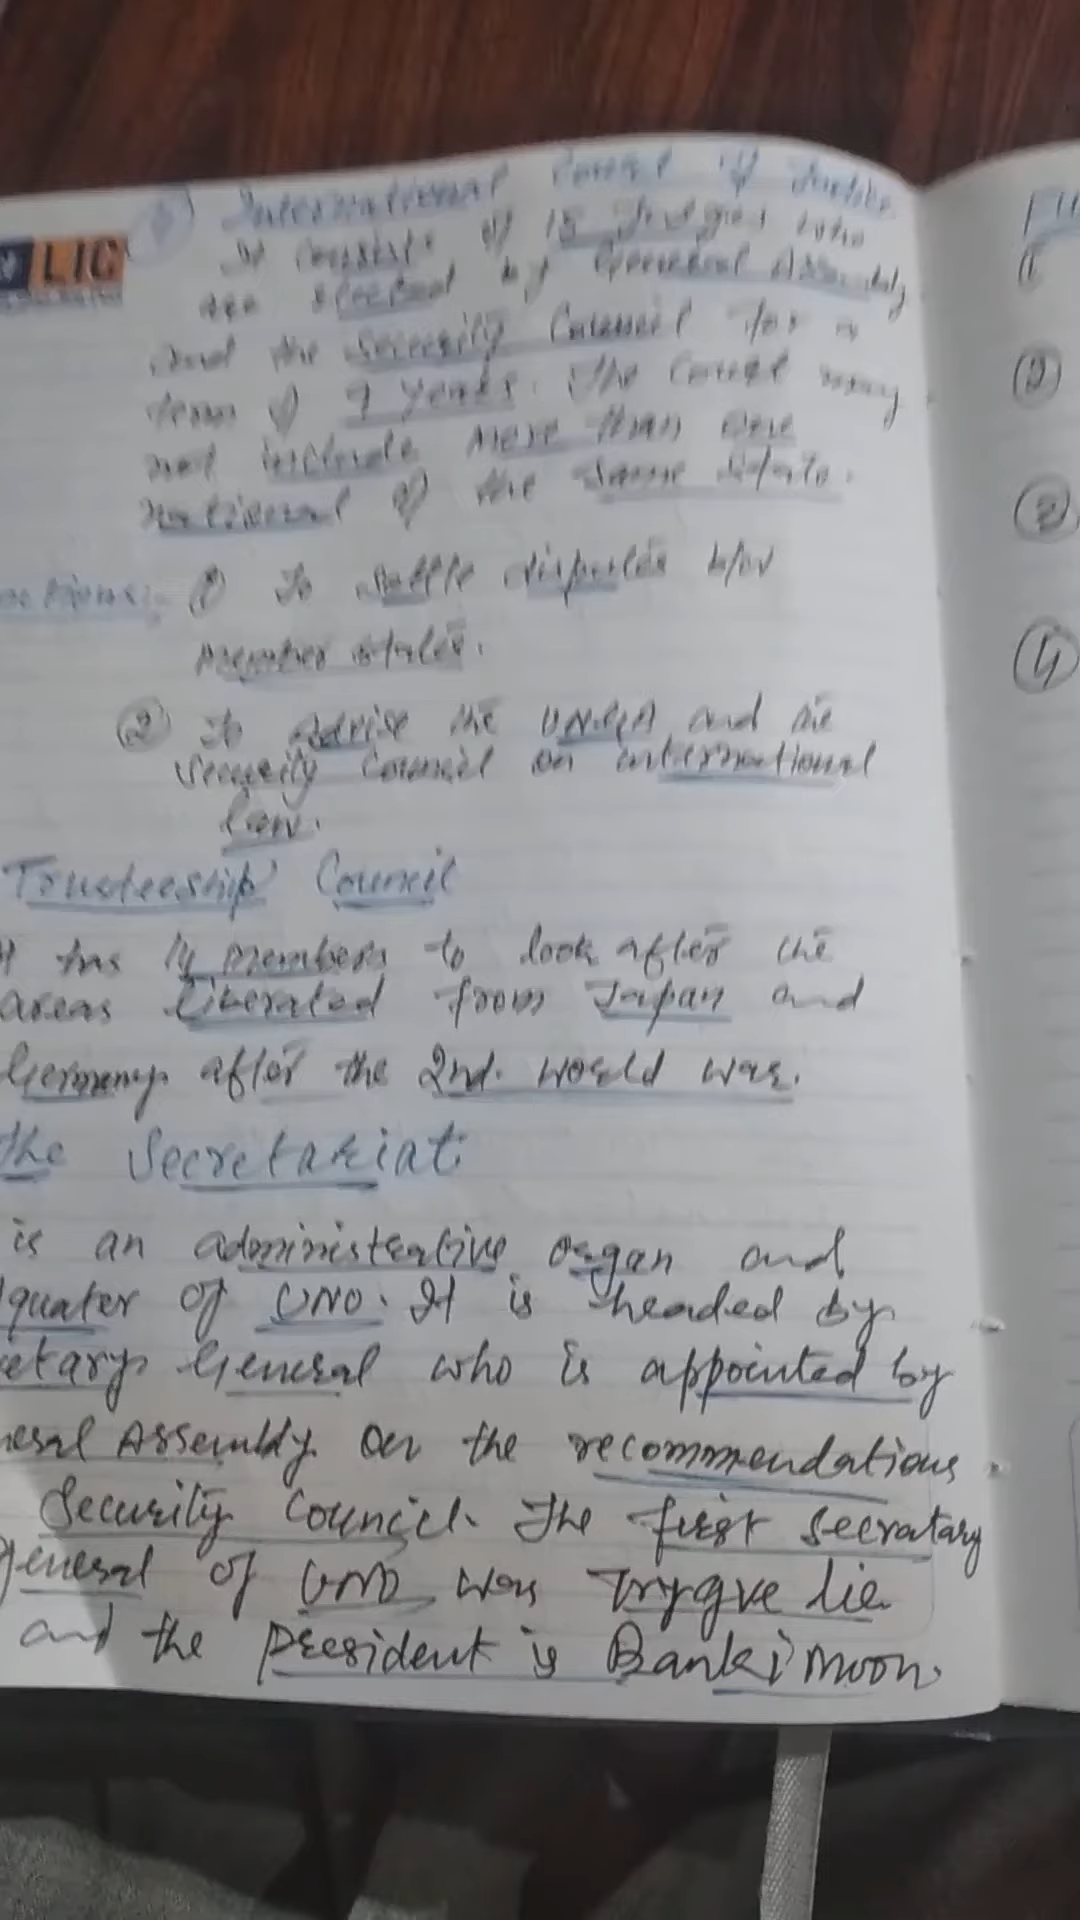 LIC
International Court of Justice
It consists of 15 Judges who
are elected by General Assembly
and the Security Council for a
term of 9 years. The Court may
not include more than one
national of the same state.
① To settle disputes b/w
member states.
② To advise the UNGA and the
Security Council on international
law.
Trusteeship Council
It has 14 members to look after the
areas liberated from Japan and
Germany after the 2nd world war.
the Secretariat
is an administrative organ and
quater of UNO. It is headed by
etary General who is appointed by
neral Assembly on the recommendations
Security Council. The first secratary
general of UNO was Trygve lie
and the president is Banki moon.
①
②
③
④